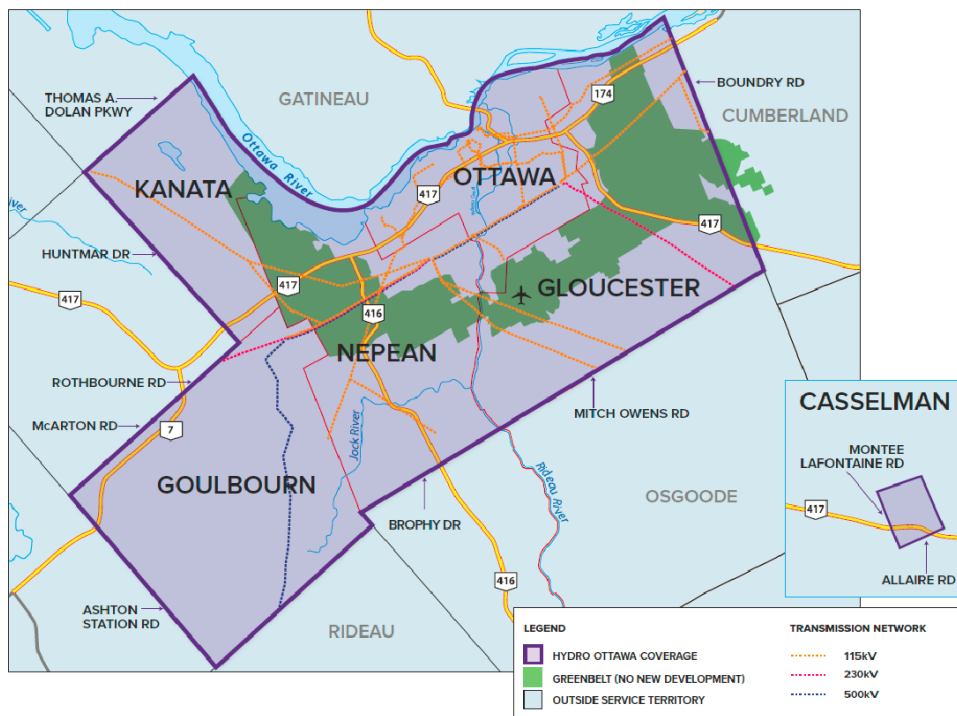 THOMAS A.
DOLAN PKWY
GATINEAU
BOUNDRY RD
174
CUMBERLAND
Ottawa River
KANATA
OTTAWA
417
River
HUNTMAR DR
417
417
417
GLOUCESTER
416
NEPEAN
ROTHBOURNE RD
MITCH OWENS RD
McARTON RD
7
Jock River
GOULBOURN
Rideau River
OSGOODE
BROPHY DR
416
ASHTON
STATION RD
RIDEAU
CASSELMAN
MONTEE
LAFONTAINE RD
417
ALLAIRE RD
LEGEND
HYDRO OTTAWA COVERAGE
GREENBELT (NO NEW DEVELOPMENT)
OUTSIDE SERVICE TERRITORY
TRANSMISSION NETWORK
115kV
230kV
500kV